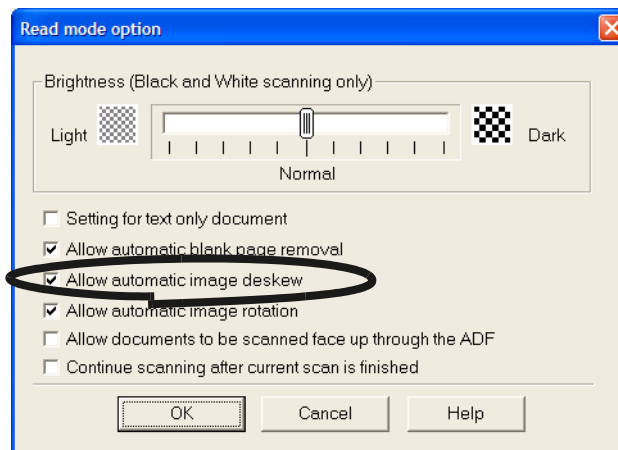 Read mode option
Brightness (Black and White scanning only)
Light Dark
Normal
Setting for text only document
Allow automatic blank page removal
Allow automatic image deskew
Allow automatic image rotation
Allow documents to be scanned face up through the ADF
Continue scanning after current scan is finished
OK Cancel Help